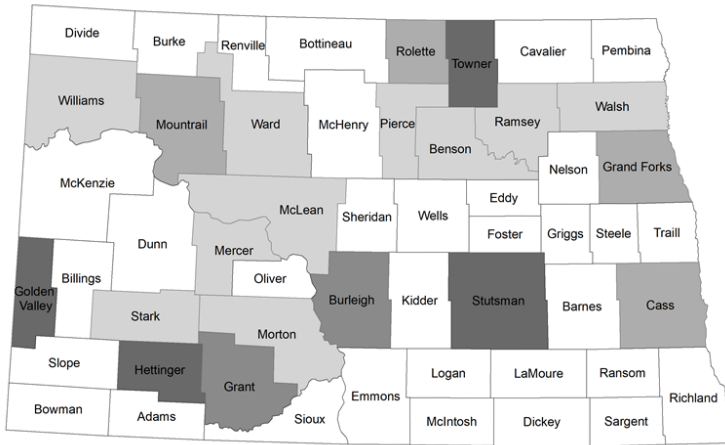 Divide
Burke
Renville
Bottineau
Rolette
Towner
Cavalier
Pembina
Williams
Mountrail
Ward
McHenry
Pierce
Benson
Ramsey
Walsh
McKenzie
McLean
Sheridan
Wells
Eddy
Nelson
Grand Forks
Dunn
Mercer
Foster
Griggs
Steele
Traill
Golden
Valley
Billings
Oliver
Burleigh
Kidder
Stutsman
Barnes
Cass
Stark
Morton
Slope
Hettinger
Grant
Emmons
Logan
LaMoure
Ransom
Richland
Bowman
Adams
Sioux
McIntosh
Dickey
Sargent